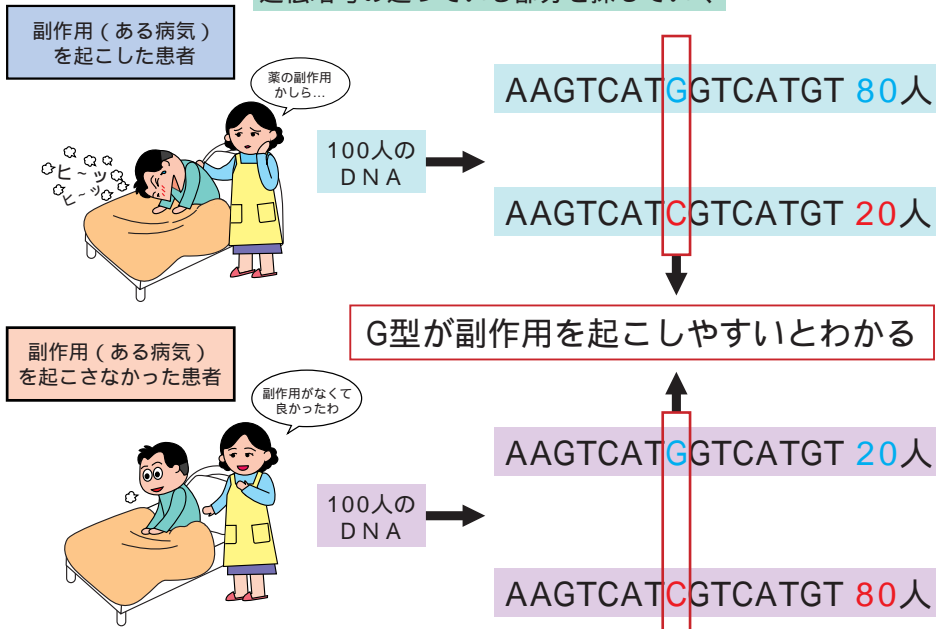 副作用(ある病気)
を起こした患者
薬の副作用
かしら…
ヒ~ッ
ヒ~ッ
100人の
DNA
AAGTCATGGTCATGT 80人
AAGTCATCGTCATGT 20人
G型が副作用を起こしやすいとわかる
副作用(ある病気)
を起こさなかった患者
副作用がなくて
良かったわ
100人の
DNA
AAGTCATGGTCATGT 20人
AAGTCATCGTCATGT 80人